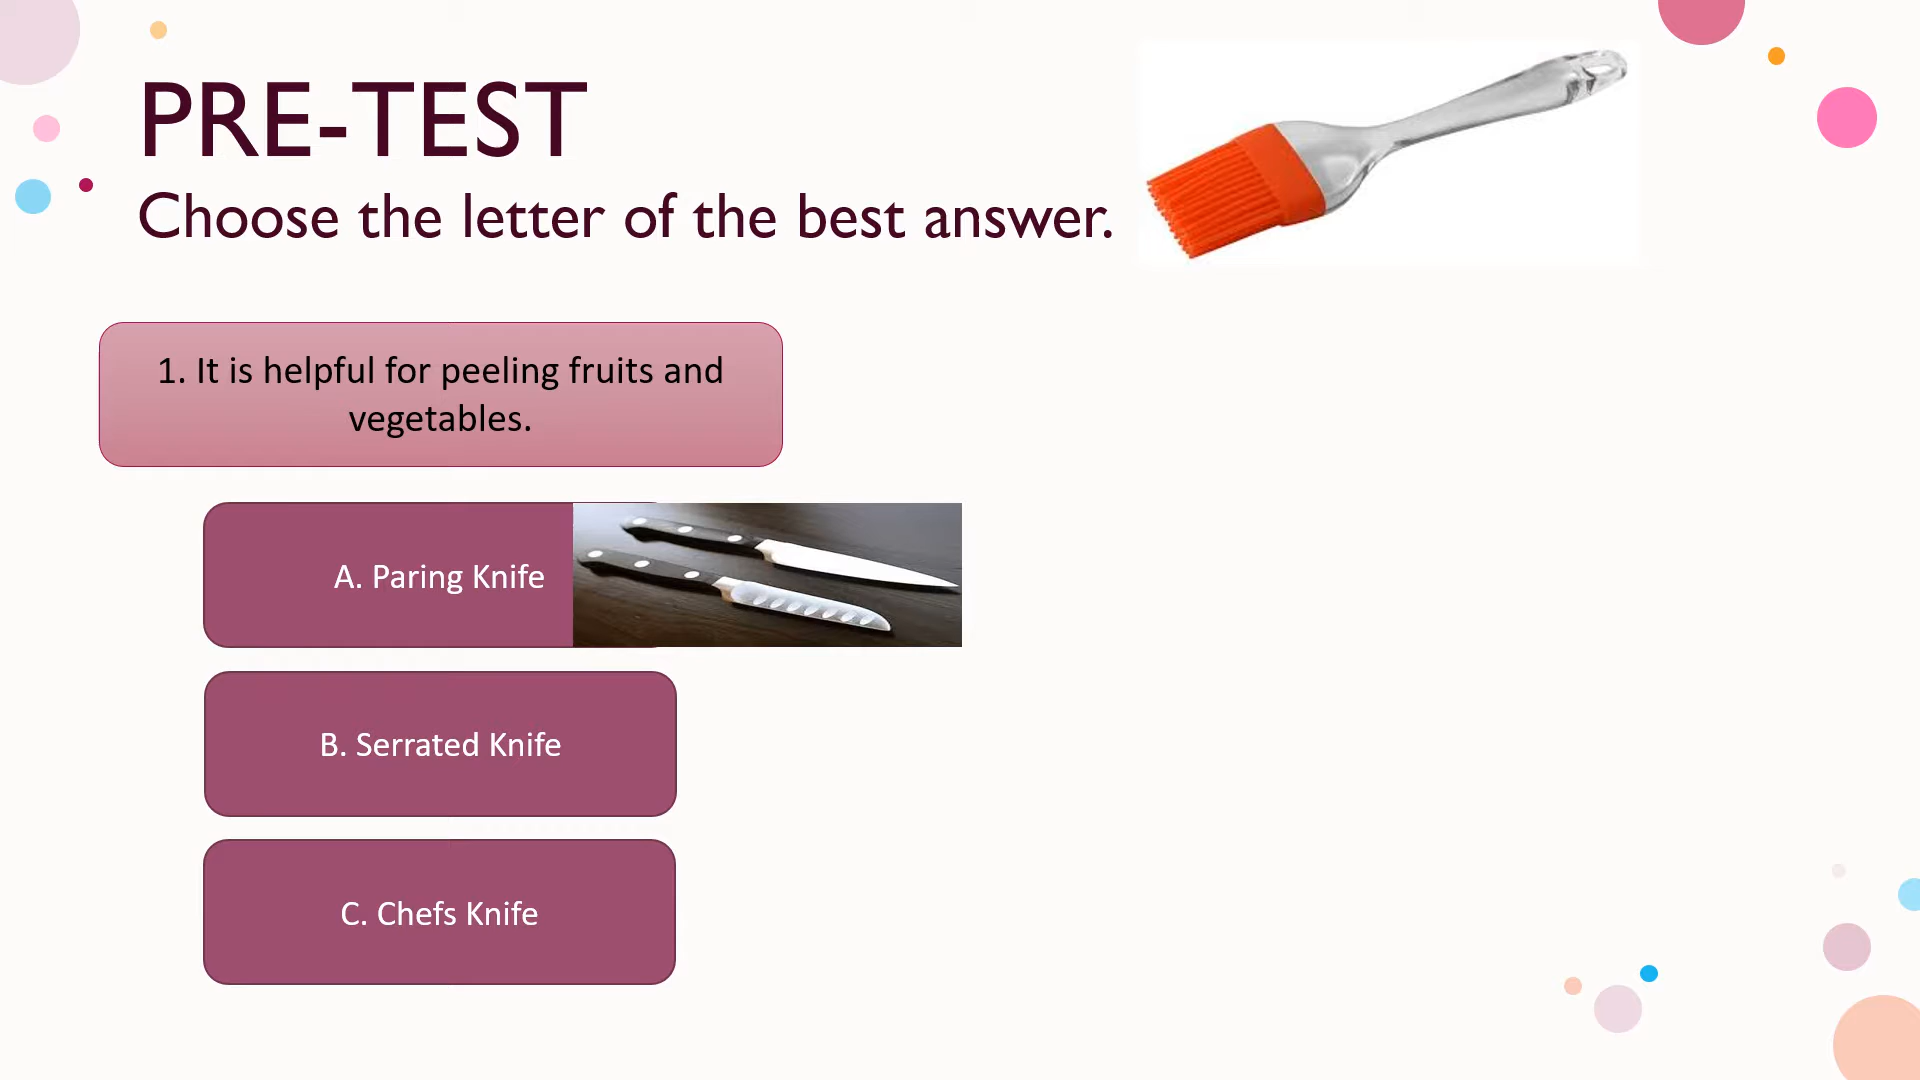 PRE-TEST
Choose the letter of the best answer.
1. It is helpful for peeling fruits and
vegetables.
A. Paring Knife
B. Serrated Knife
C. Chefs Knife